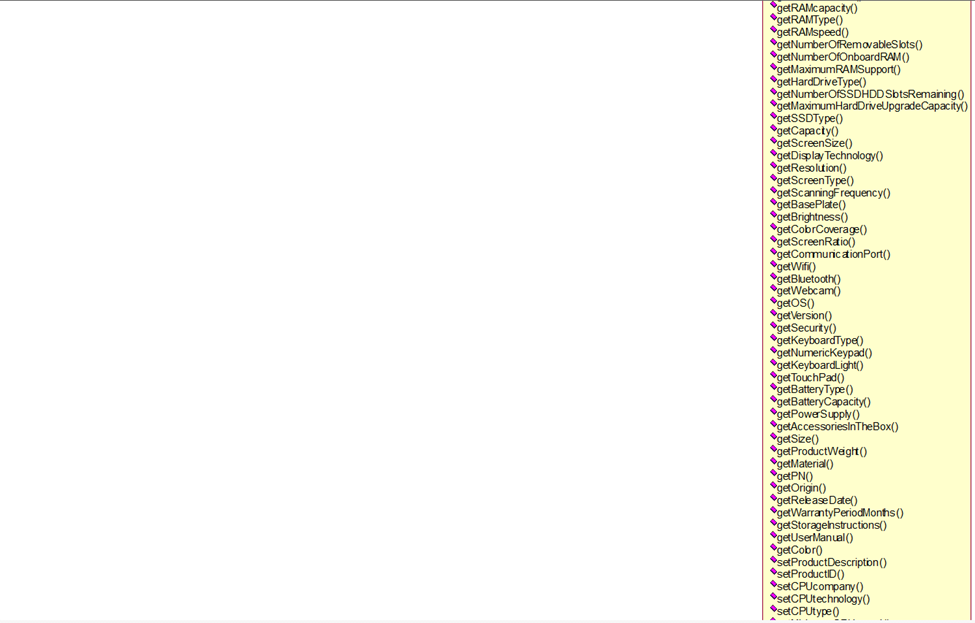 getRAMcapacity()
getRAMType()
getRAMspeed()
getNumberOfRemovableSlots()
getNumberOfOnboardRAM()
getMaximumRAMSupport()
getHardDriveType()
getNumberOfSSDHDDSlotsRemaining()
getMaximumHardDriveUpgradeCapacity()
getSSDType()
getCapacity()
getScreenSize()
getDisplayTechnology()
getResolution()
getScreenType()
getScanningFrequency()
getBasePlate()
getBrightness()
getColorCoverage()
getScreenRatio()
getCommunicationPort()
getWifi()
getBluetooth()
getWebcam()
getOS()
getVersion()
getSecurity()
getKeyboardType()
getNumericKeypad()
getKeyboardLight()
getTouchPad()
getBatteryType()
getBatteryCapacity()
getPowerSupply()
getAccessoriesInTheBox()
getSize()
getProductWeight()
getMaterial()
getPN()
getOrigin()
getReleaseDate()
getWarrantyPeriodMonths()
getStorageInstructions()
getUserManual()
getColor()
setProductDescription()
setProductID()
setCPUcompany()
setCPUtechnology()
setCPUtype()